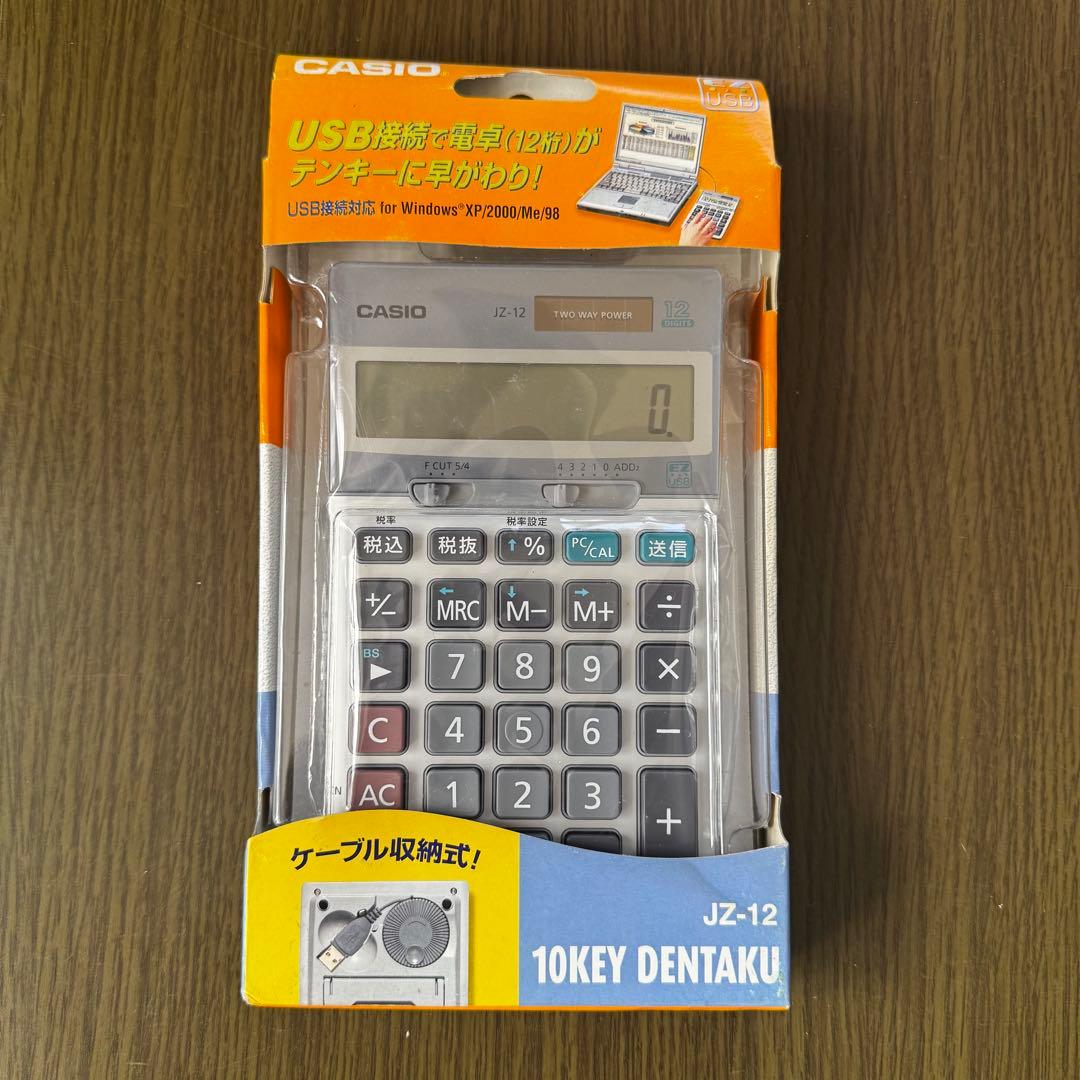 CASIO
EZ
USB
USB接続で電卓(12桁)が
テンキーに早がわり!
USB接続対応 for Windows®XP/2000/Me/98
CASIO
JZ-12
TWO WAY POWER
12
DIGITS
0.
F CUT 5/4
4 3 2 1 0 ADD₂
EZ
USB
税率
税率設定
税込
税抜
↑ %
PC/CAL
送信
+/−
← MRC
↓ M−
→ M+
÷
BS
▶
7
8
9
×
C
4
5
6
−
AC
1
2
3
+
ケーブル収納式!
JZ-12
10KEY DENTAKU